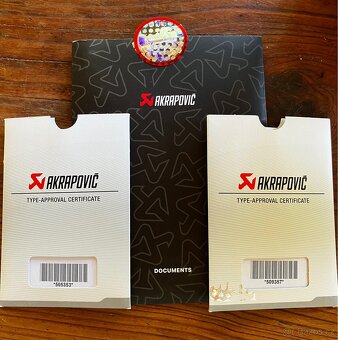 AKRAPOVIČ
DOCUMENTS
AKRAPOVIČ
TYPE-APPROVAL CERTIFICATE
AKRAPOVIČ
TYPE-APPROVAL CERTIFICATE